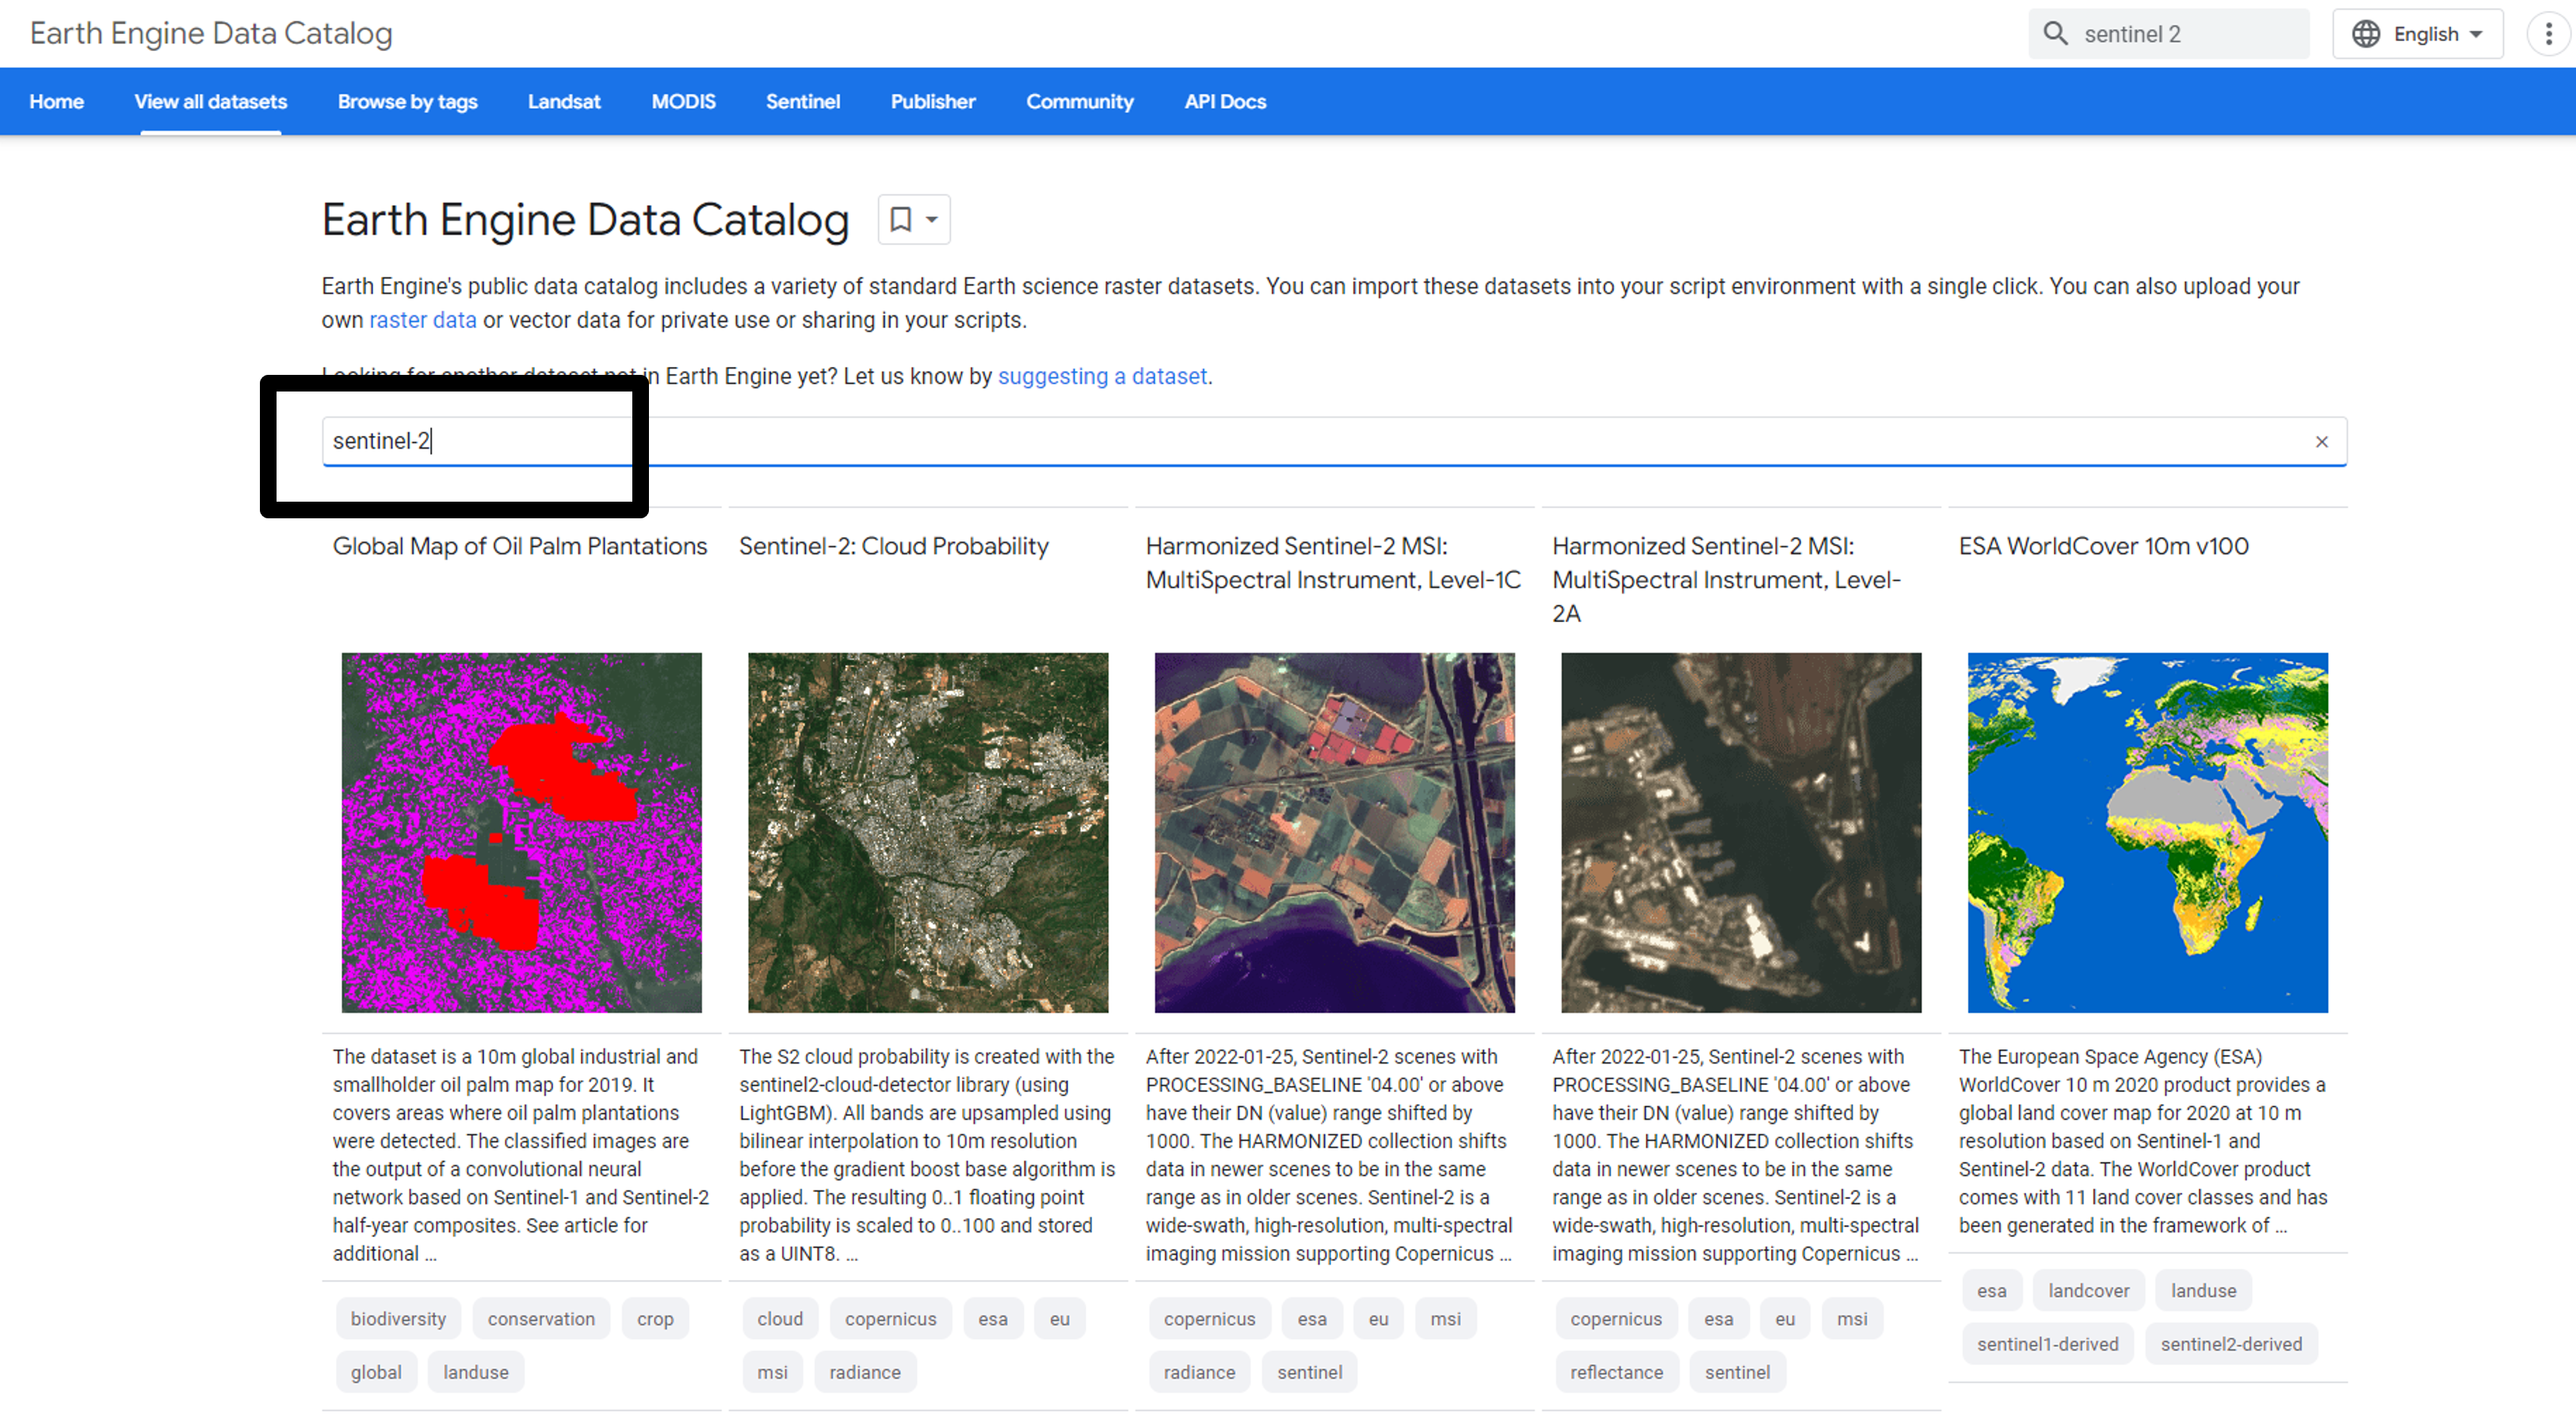 Earth Engine Data Catalog
sentinel 2
English
Home
View all datasets
Browse by tags
Landsat
MODIS
Sentinel
Publisher
Community
API Docs
Earth Engine Data Catalog
Earth Engine's public data catalog includes a variety of standard Earth science raster datasets. You can import these datasets into your script environment with a single click. You can also upload your
own raster data or vector data for private use or sharing in your scripts.
Looking for another dataset not in Earth Engine yet? Let us know by suggesting a dataset.
sentinel-2
Global Map of Oil Palm Plantations
The dataset is a 10m global industrial and
smallholder oil palm map for 2019. It
covers areas where oil palm plantations
were detected. The classified images are
the output of a convolutional neural
network based on Sentinel-1 and Sentinel-2
half-year composites. See article for
additional ...
biodiversity conservation crop
global landuse
Sentinel-2: Cloud Probability
The S2 cloud probability is created with the
sentinel2-cloud-detector library (using
LightGBM). All bands are upsampled using
bilinear interpolation to 10m resolution
before the gradient boost base algorithm is
applied. The resulting 0..1 floating point
probability is scaled to 0..100 and stored
as a UINT8. ...
cloud copernicus esa eu
msi radiance
Harmonized Sentinel-2 MSI:
MultiSpectral Instrument, Level-1C
After 2022-01-25, Sentinel-2 scenes with
PROCESSING_BASELINE '04.00' or above
have their DN (value) range shifted by
1000. The HARMONIZED collection shifts
data in newer scenes to be in the same
range as in older scenes. Sentinel-2 is a
wide-swath, high-resolution, multi-spectral
imaging mission supporting Copernicus ...
copernicus esa eu msi
radiance sentinel
Harmonized Sentinel-2 MSI:
MultiSpectral Instrument, Level-
2A
After 2022-01-25, Sentinel-2 scenes with
PROCESSING_BASELINE '04.00' or above
have their DN (value) range shifted by
1000. The HARMONIZED collection shifts
data in newer scenes to be in the same
range as in older scenes. Sentinel-2 is a
wide-swath, high-resolution, multi-spectral
imaging mission supporting Copernicus ...
copernicus esa eu msi
reflectance sentinel
ESA WorldCover 10m v100
The European Space Agency (ESA)
WorldCover 10 m 2020 product provides a
global land cover map for 2020 at 10 m
resolution based on Sentinel-1 and
Sentinel-2 data. The WorldCover product
comes with 11 land cover classes and has
been generated in the framework of ...
esa landcover landuse
sentinel1-derived sentinel2-derived